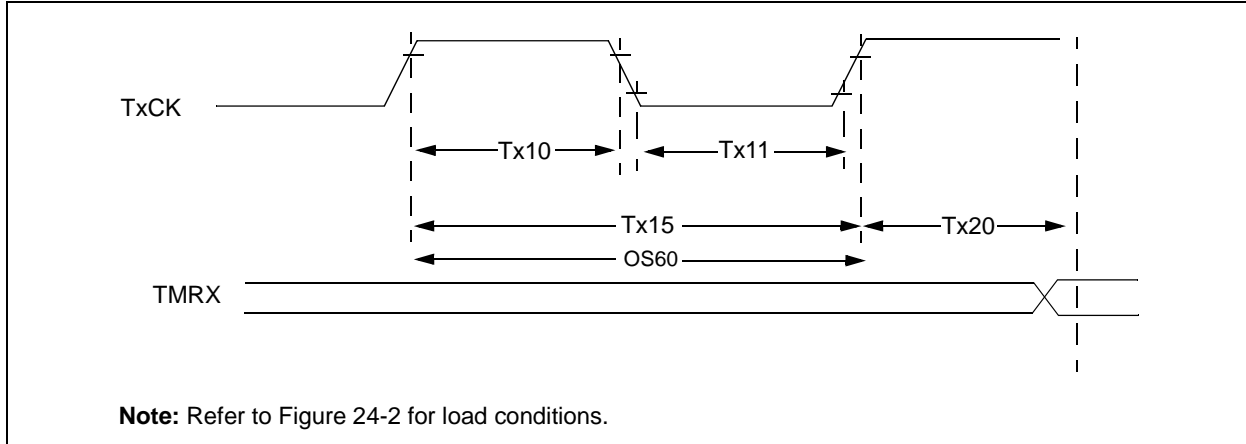 TxCK
Tx10
Tx11
Tx15
Tx20
OS60
TMRX
Note: Refer to Figure 24-2 for load conditions.